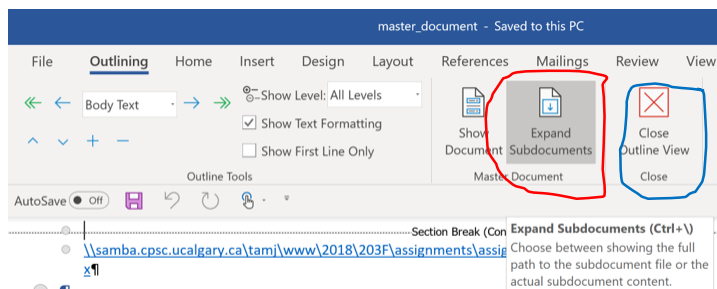 master_document - Saved to this PC
File Outlining Home Insert Design Layout References Mailings Review View
Body Text
Show Level: All Levels
Show Text Formatting
Show First Line Only
Outline Tools
Show Document
Expand Subdocuments
Master Document
Close Outline View
Close
AutoSave Off
Section Break (Con
\\samba.cpsc.ucalgary.ca\tamj\www\2018\203F\assignments\assig
x¶
Expand Subdocuments (Ctrl+\)
Choose between showing the full
path to the subdocument file or the
actual subdocument content.